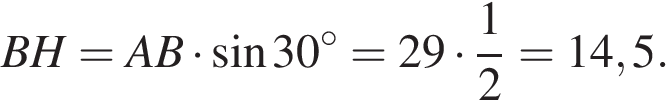 BH = AB · sin 30° = 29 · 1/2 = 14,5.